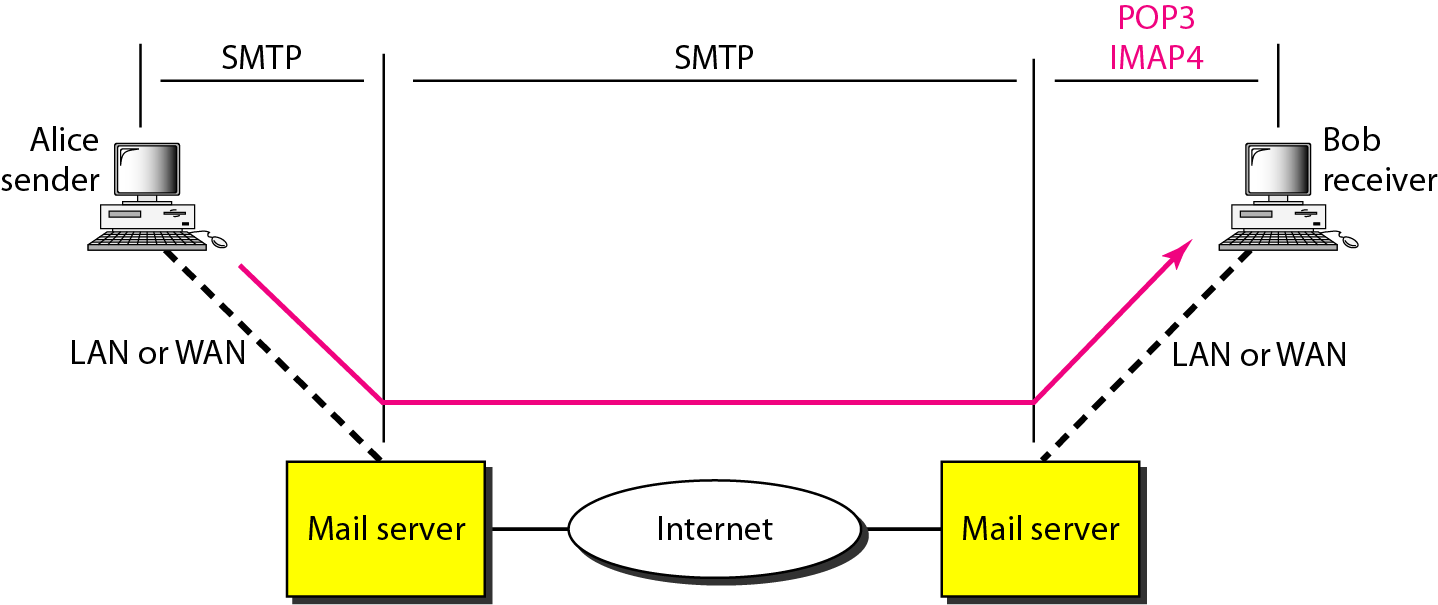 POP3
SMTP
SMTP
IMAP4
Alice
sender
Bob
receiver
LAN or WAN
LAN or WAN
Mail server
Internet
Mail server